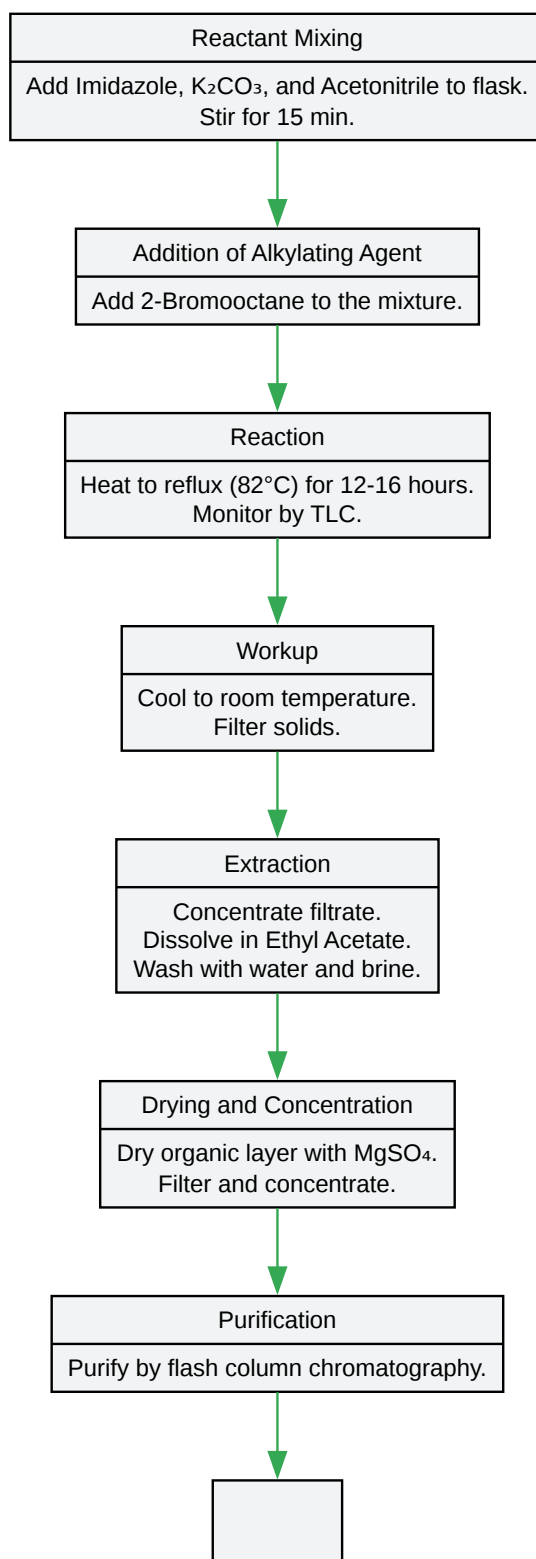 Reactant Mixing
Add Imidazole, K₂CO₃, and Acetonitrile to flask.
Stir for 15 min.
Addition of Alkylating Agent
Add 2-Bromooctane to the mixture.
Reaction
Heat to reflux (82°C) for 12-16 hours.
Monitor by TLC.
Workup
Cool to room temperature.
Filter solids.
Extraction
Concentrate filtrate.
Dissolve in Ethyl Acetate.
Wash with water and brine.
Drying and Concentration
Dry organic layer with MgSO₄.
Filter and concentrate.
Purification
Purify by flash column chromatography.